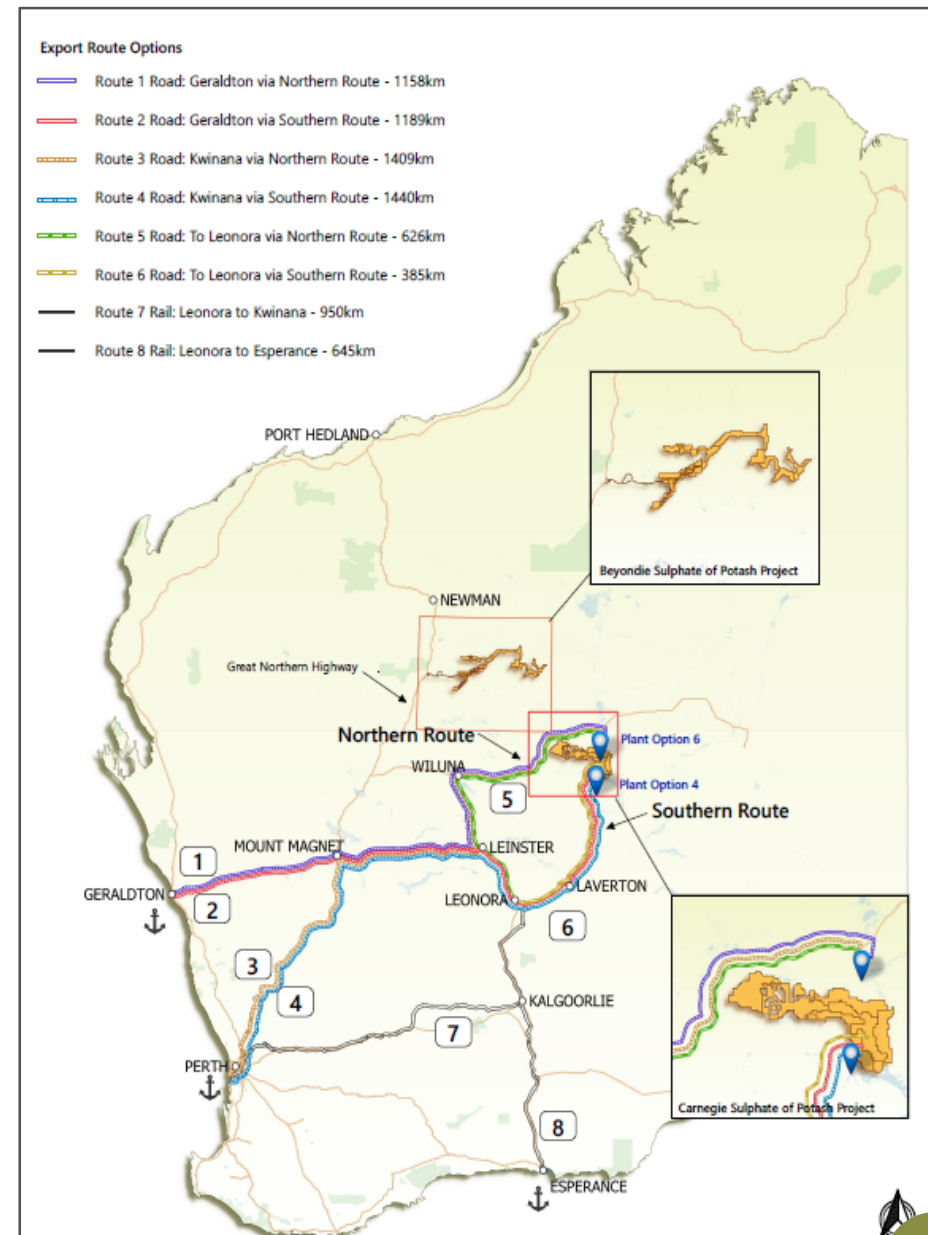 Export Route Options
Route 1 Road: Geraldton via Northern Route - 1158km
Route 2 Road: Geraldton via Southern Route - 1189km
Route 3 Road: Kwinana via Northern Route - 1409km
Route 4 Road: Kwinana via Southern Route - 1440km
Route 5 Road: To Leonora via Northern Route - 626km
Route 6 Road: To Leonora via Southern Route - 385km
Route 7 Rail: Leonora to Kwinana - 950km
Route 8 Rail: Leonora to Esperance - 645km
PORT HEDLAND
Beyondie Sulphate of Potash Project
NEWMAN
Great Northern Highway
Northern Route
Plant Option 6
WILUNA
Plant Option 4
5
Southern Route
MOUNT MAGNET
LEINSTER
1
GERALDTON
2
LAVERTON
LEONORA
6
3
4
KALGOORLIE
7
PERTH
Carnegie Sulphate of Potash Project
8
ESPERANCE